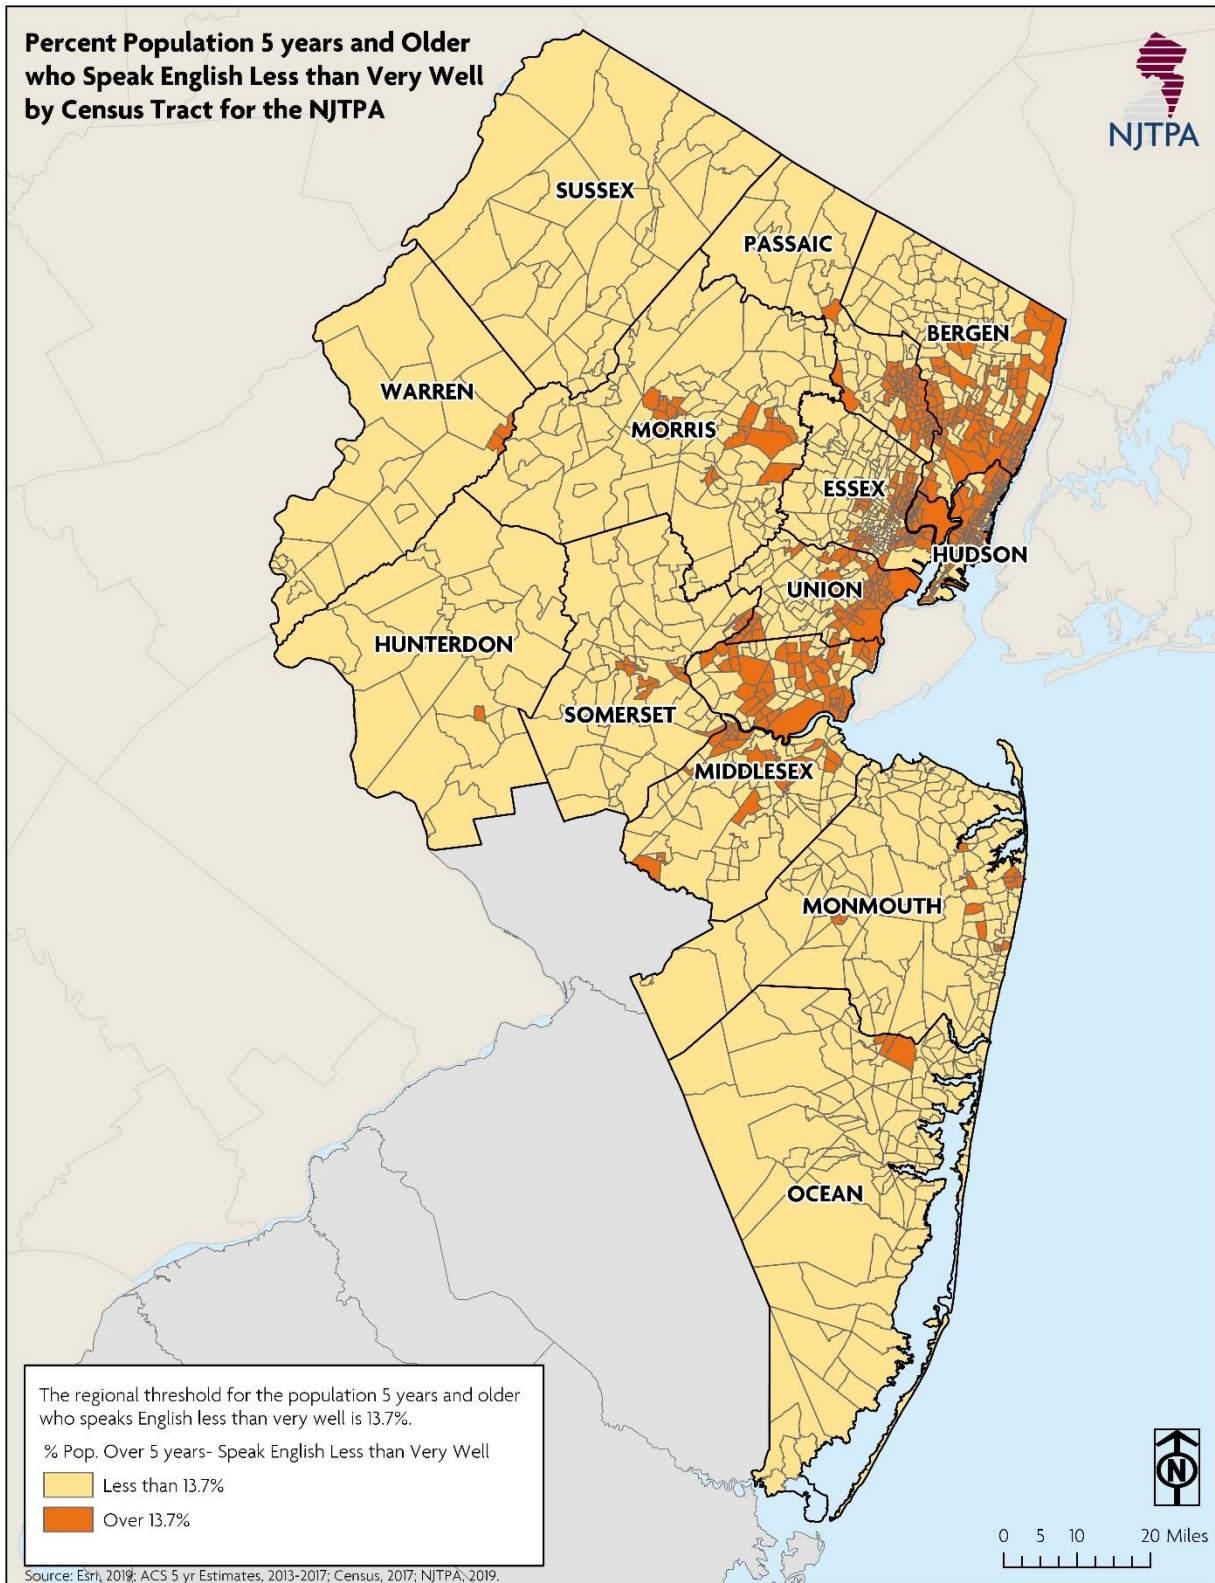 Percent Population 5 years and Older
who Speak English Less than Very Well
by Census Tract for the NJTPA
NJTPA
SUSSEX
PASSAIC
BERGEN
WARREN
MORRIS
ESSEX
HUDSON
UNION
HUNTERDON
SOMERSET
MIDDLESEX
MONMOUTH
OCEAN
The regional threshold for the population 5 years and older
who speaks English less than very well is 13.7%.
% Pop. Over 5 years- Speak English Less than Very Well
Less than 13.7%
Over 13.7%
N
0 5 10 20 Miles
Source: Esri, 2019; ACS 5 yr Estimates, 2013-2017; Census, 2017; NJTPA, 2019.